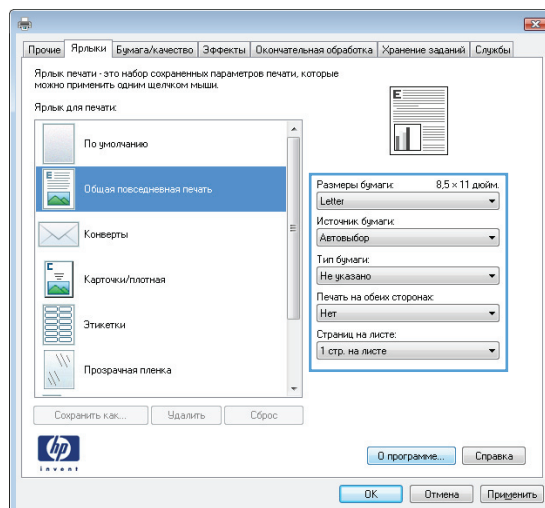 Прочие Ярлыки Бумага/качество Эффекты Окончательная обработка Хранение заданий Службы
Ярлык печати - это набор сохраненных параметров печати, которые
можно применить одним щелчком мыши.
Ярлык для печати:
По умолчанию
Общая повседневная печать
Конверты
Карточки/плотная
Этикетки
Прозрачная пленка
Сохранить как... Удалить Сброс
E
Размеры бумаги: 8,5 × 11 дюйм.
Letter
Источник бумаги:
Автовыбор
Тип бумаги:
Не указано
Печать на обеих сторонах:
Нет
Страниц на листе:
1 стр. на листе
hp
invent
О программе... Справка
OK Отмена Применить